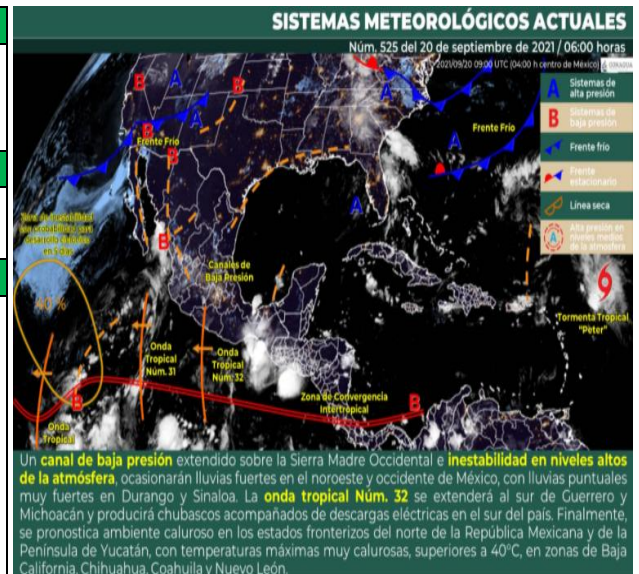 SISTEMAS METEOROLÓGICOS ACTUALES
Núm. 525 del 20 de septiembre de 2021 / 06:00 horas
2021/09/20 09:00 UTC (04:00 h centro de México)
CONAGUA
A Sistemas de
alta presión
B Sistemas de
baja presión
Frente frío
Frente
estacionario
Línea seca
A Alta presión en
niveles medios
de la atmósfera
B
A
B
A
B
B
B
A
A
A
Frente Frío
Frente Frío
en 5 días
40 %
Canales de
Baja Presión
Tormenta Tropical
"Peter"
Onda
Tropical
Núm. 31
Onda
Tropical
Núm. 32
Zona de Convergencia
Intertropical
B
B
Onda
Tropical
Un canal de baja presión extendido sobre la Sierra Madre Occidental e inestabilidad en niveles altos
de la atmósfera, ocasionarán lluvias fuertes en el noroeste y occidente de México, con lluvias puntuales
muy fuertes en Durango y Sinaloa. La onda tropical Núm. 32 se extenderá al sur de Guerrero y
Michoacán y producirá chubascos acompañados de descargas eléctricas en el sur del país. Finalmente,
se pronostica ambiente caluroso en los estados fronterizos del norte de la República Mexicana y de la
Península de Yucatán, con temperaturas máximas muy calurosas, superiores a 40°C, en zonas de Baja
California, Chihuahua, Coahuila y Nuevo León.